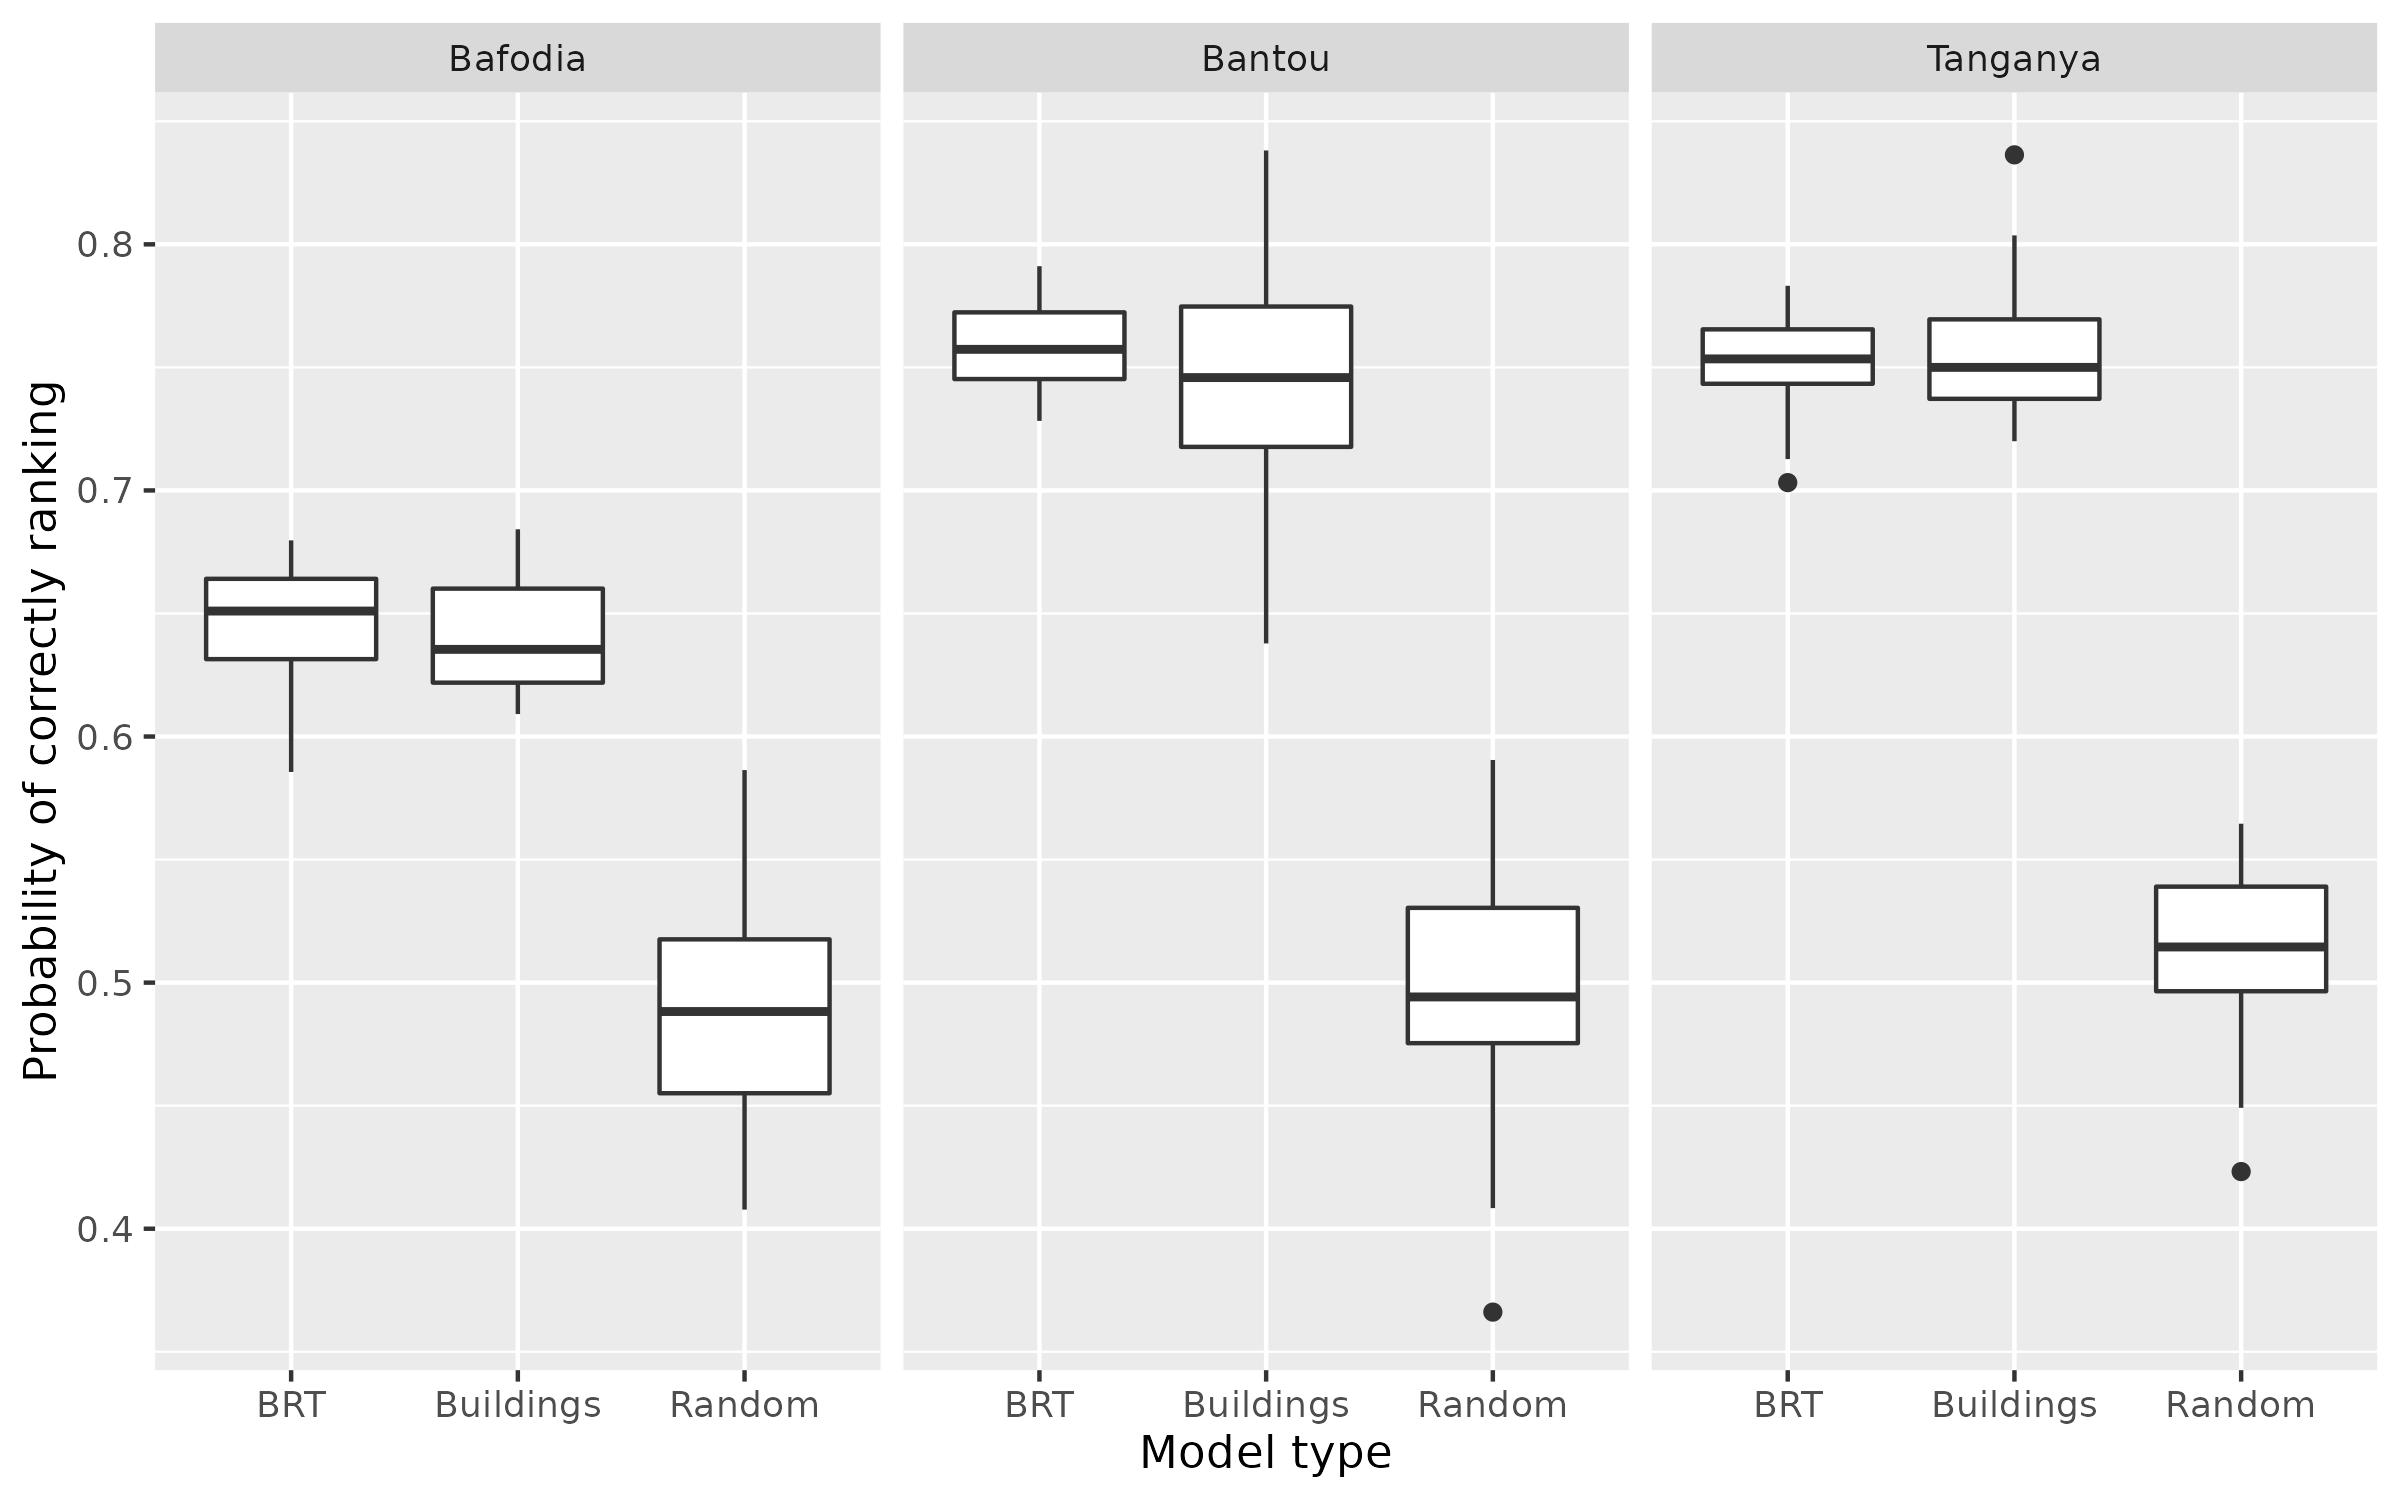 Bafodia Bantou Tanganya
Probability of correctly ranking
0.8
0.7
0.6
0.5
0.4
BRT Buildings Random BRT Buildings Random BRT Buildings Random
Model type